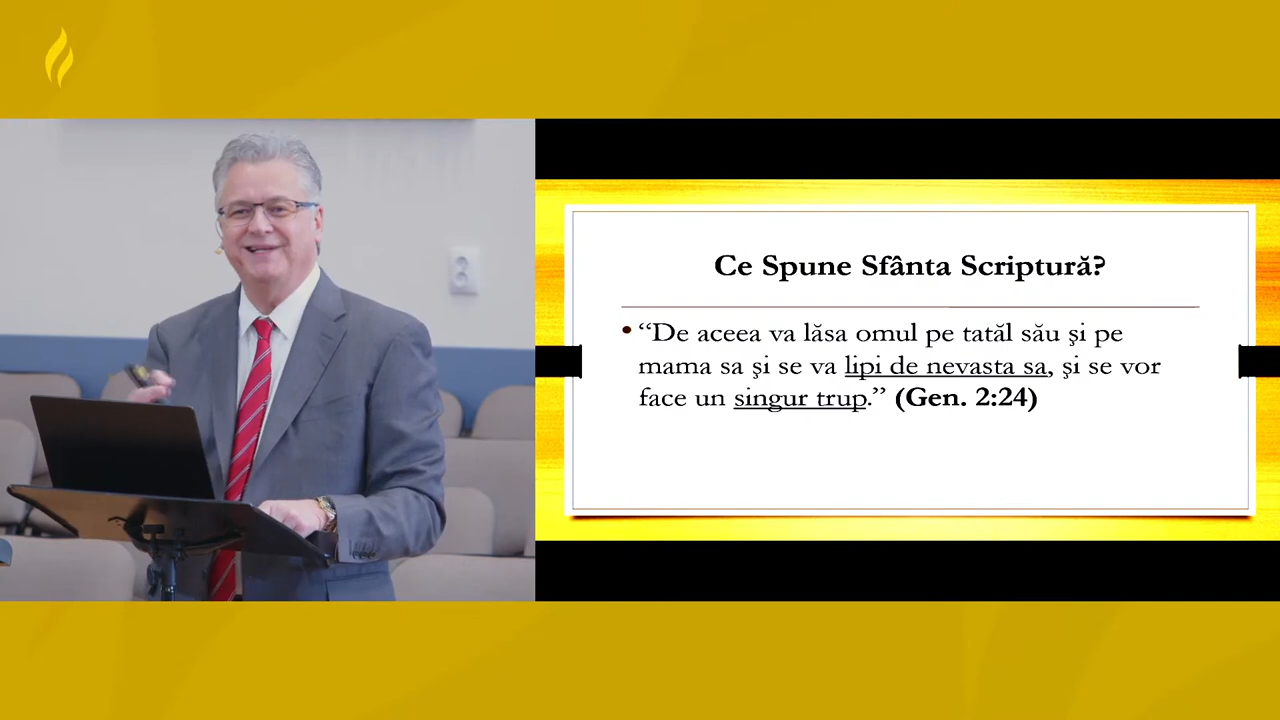 Ce Spune Sfânta Scriptură?
• “De aceea va lăsa omul pe tatăl său şi pe
mama sa şi se va lipi de nevasta sa, şi se vor
face un singur trup.” (Gen. 2:24)